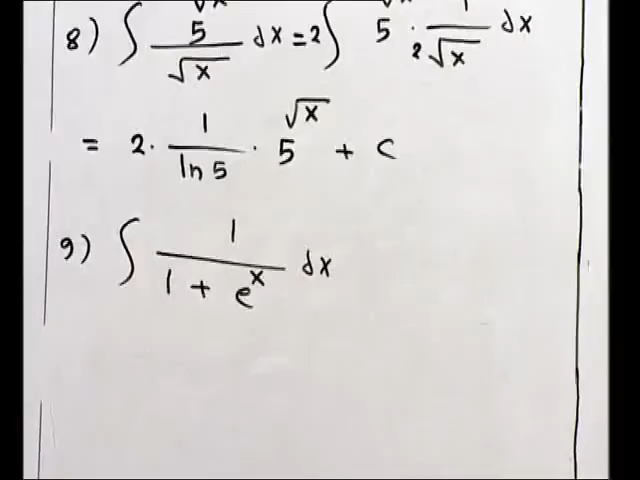 8) ∫ 5^√x / √x dx = 2 ∫ 5^√x · 1 / 2√x dx
= 2 · 1 / ln 5 · 5^√x + c
9) ∫ 1 / 1 + e^x dx